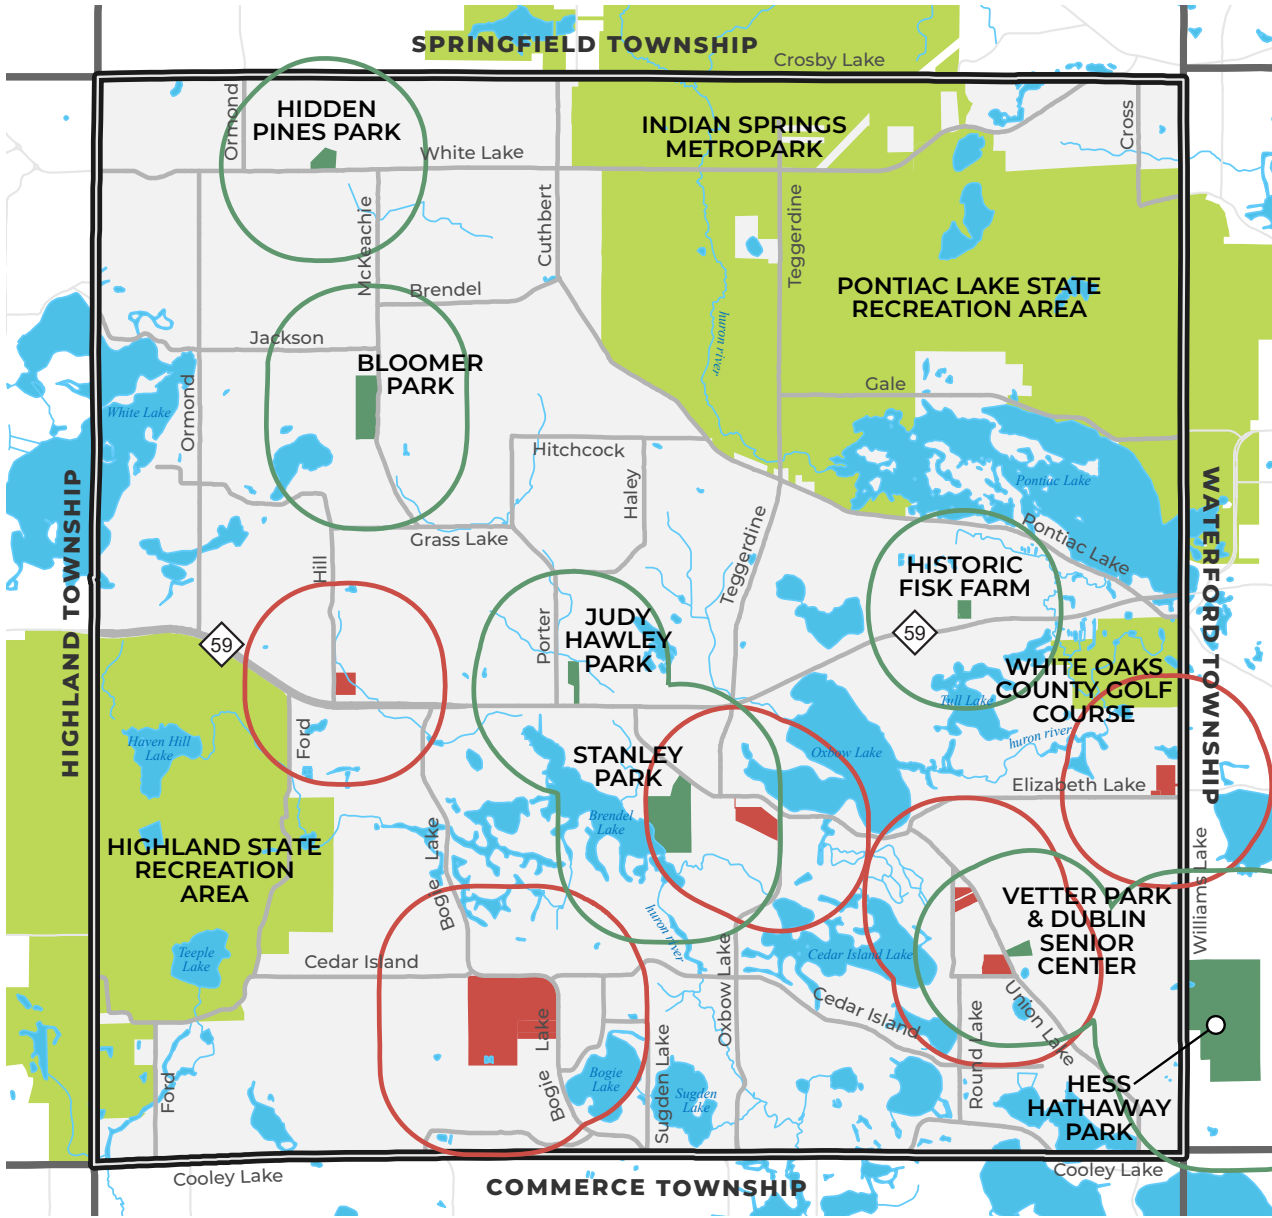 SPRINGFIELD TOWNSHIP
Crosby Lake
Ormond
HIDDEN
PINES PARK
White Lake
INDIAN SPRINGS
METROPARK
Cross
McKeachie
Cuthbert
Teggerdine
Brendel
PONTIAC LAKE STATE
RECREATION AREA
huron river
Jackson
BLOOMER
PARK
Gale
White Lake
Ormond
Hitchcock
Haley
Pontiac Lake
HIGHLAND TOWNSHIP
WATERFORD TOWNSHIP
Grass Lake
Teggerdine
Pontiac Lake
Hill
HISTORIC
FISK FARM
Porter
JUDY
HAWLEY
PARK
59
59
WHITE OAKS
COUNTY GOLF
COURSE
Tull Lake
huron river
Ford
Haven Hill
Lake
STANLEY
PARK
Oxbow Lake
Elizabeth Lake
Brendel
Lake
HIGHLAND STATE
RECREATION
AREA
Bogie Lake
Williams Lake
VETTER PARK
& DUBLIN
SENIOR
CENTER
huron river
Teeple
Lake
Cedar Island
Cedar Island Lake
Oxbow Lake
Cedar Island
Union Lake
Round Lake
Bogie Lake
Sugden Lake
Bogie
Lake
Sugden
Lake
Ford
HESS
HATHAWAY
PARK
Cooley Lake
COMMERCE TOWNSHIP
Cooley Lake